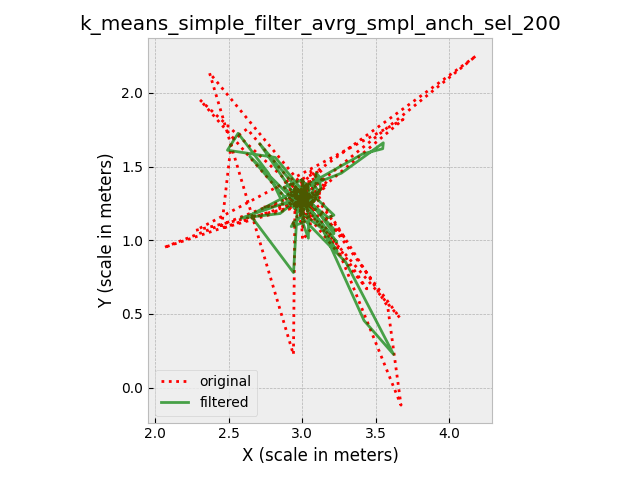 k_means_simple_filter_avrg_smpl_anch_sel_200
Y (scale in meters)
2.0
1.5
1.0
0.5
0.0
original
filtered
2.0 2.5 3.0 3.5 4.0
X (scale in meters)